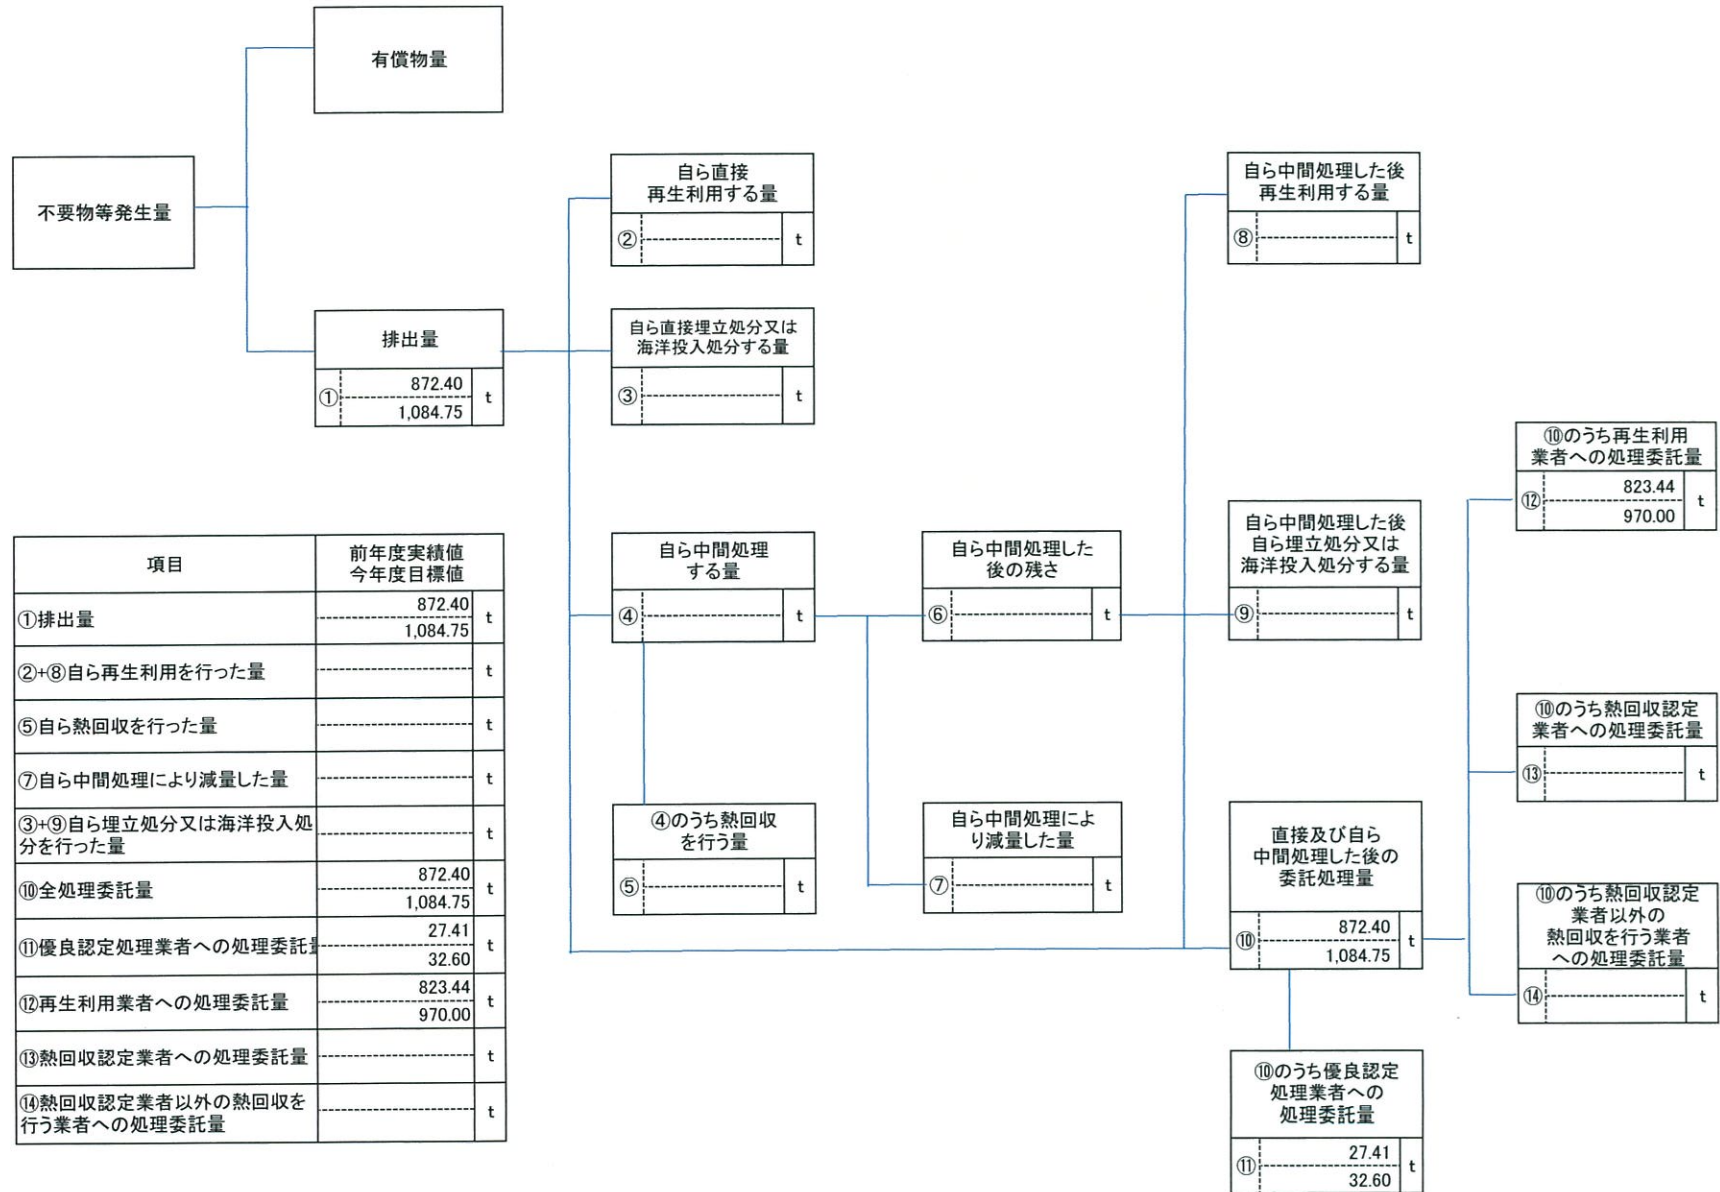 有償物量
不要物等発生量
排出量
①
872.40
1,084.75
t
自ら直接
再生利用する量
②
t
自ら直接埋立処分又は
海洋投入処分する量
③
t
自ら中間処理
する量
④
t
④のうち熱回収
を行う量
⑤
t
自ら中間処理した
後の残さ
⑥
t
自ら中間処理によ
り減量した量
⑦
t
自ら中間処理した後
再生利用する量
⑧
t
自ら中間処理した後
自ら埋立処分又は
海洋投入処分する量
⑨
t
直接及び自ら
中間処理した後の
委託処理量
⑩
872.40
1,084.75
t
⑩のうち優良認定
処理業者への
処理委託量
⑪
27.41
32.60
t
⑩のうち再生利用
業者への処理委託量
⑫
823.44
970.00
t
⑩のうち熱回収認定
業者への処理委託量
⑬
t
⑩のうち熱回収認定
業者以外の
熱回収を行う業者
への処理委託量
⑭
t
項目
前年度実績値
今年度目標値
①排出量
872.40
1,084.75
t
②+⑧自ら再生利用を行った量
t
⑤自ら熱回収を行った量
t
⑦自ら中間処理により減量した量
t
③+⑨自ら埋立処分又は海洋投入処
分を行った量
t
⑩全処理委託量
872.40
1,084.75
t
⑪優良認定処理業者への処理委託量
27.41
32.60
t
⑫再生利用業者への処理委託量
823.44
970.00
t
⑬熱回収認定業者への処理委託量
t
⑭熱回収認定業者以外の熱回収を
行う業者への処理委託量
t